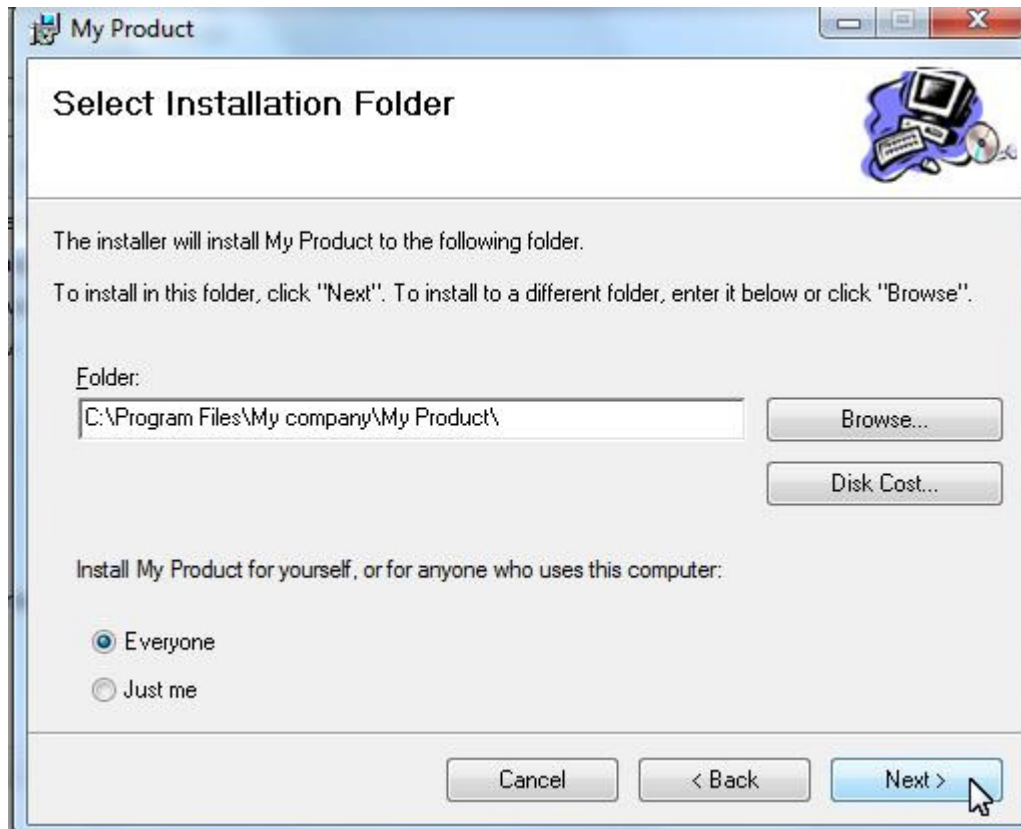 My Product
Select Installation Folder
The installer will install My Product to the following folder.
To install in this folder, click "Next". To install to a different folder, enter it below or click "Browse".
Folder:
C:\Program Files\My company\My Product\
Browse...
Disk Cost...
Install My Product for yourself, or for anyone who uses this computer:
Everyone
Just me
Cancel
< Back
Next >